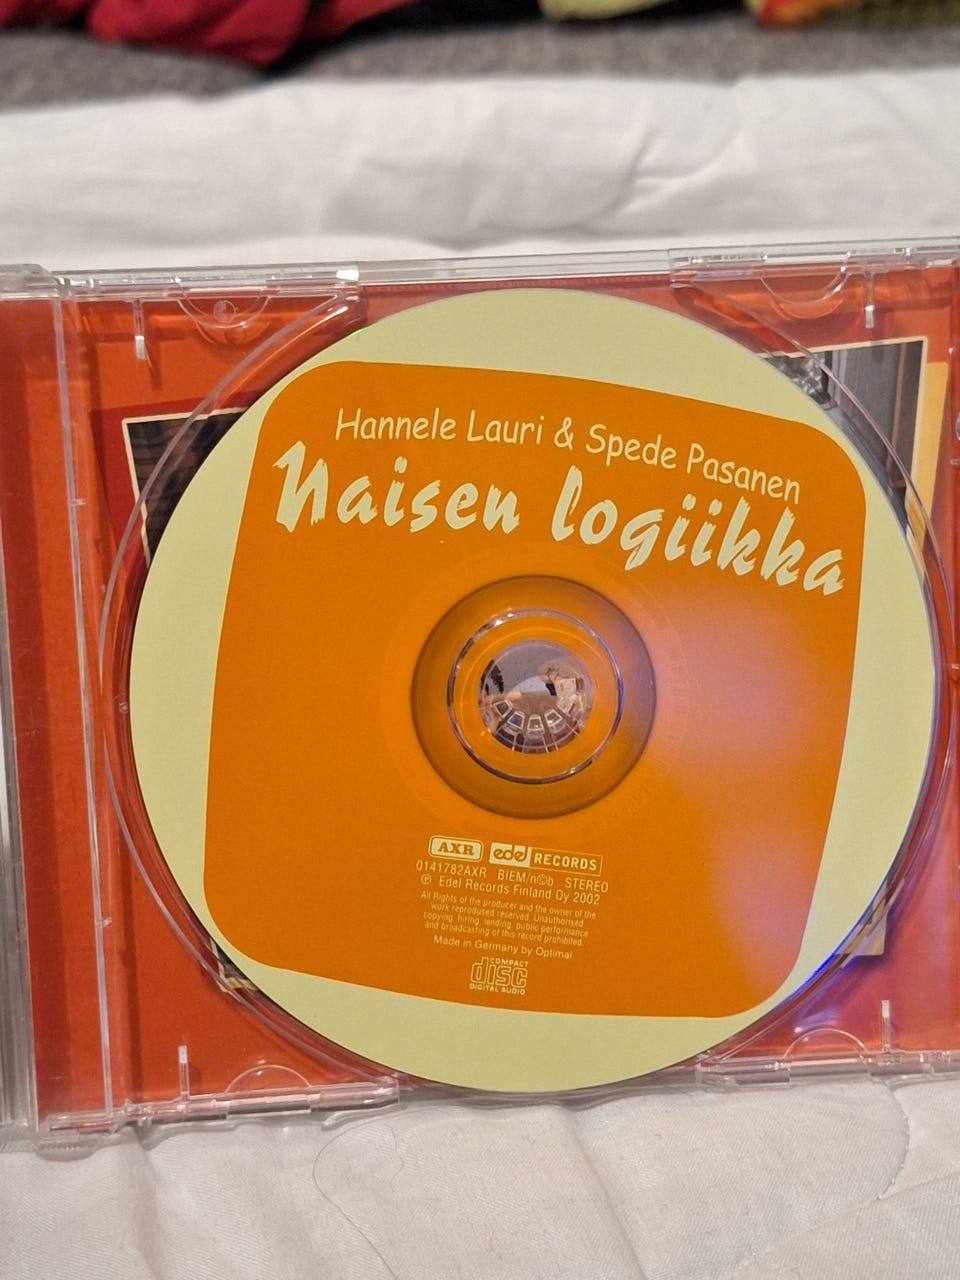 Hannele Lauri & Spede Pasanen
Naisen logiikka
AXR edel RECORDS
0141782AXR BIEM/n©b STEREO
℗ Edel Records Finland Oy 2002
All Rights of the producer and the owner of the
work reprodused reserved. Unauthorised
copying, hiring, lending, public performance
and broadcasting of this record prohibited.
Made in Germany by Optimal
COMPACT
disc
DIGITAL AUDIO